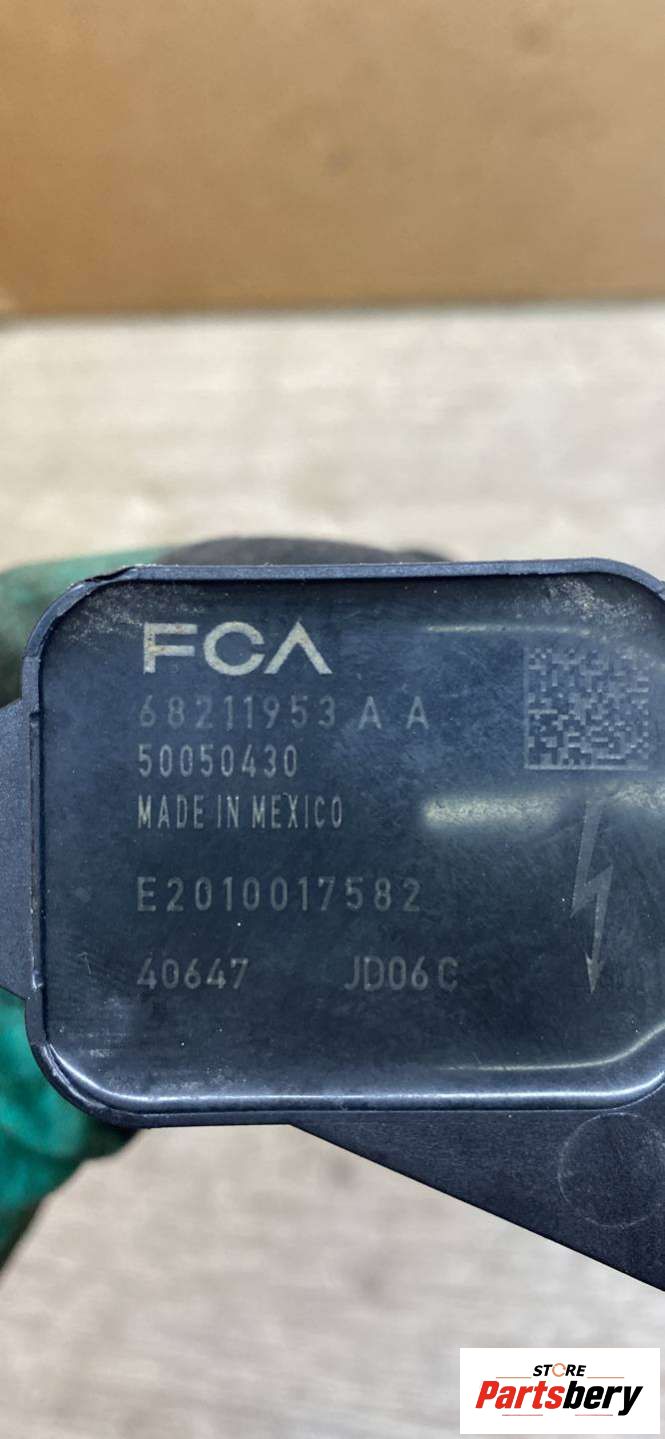 FCA
68211953 A A
50050430
MADE IN MEXICO
E2010017582
40647 JD06C
STORE
Partsbery